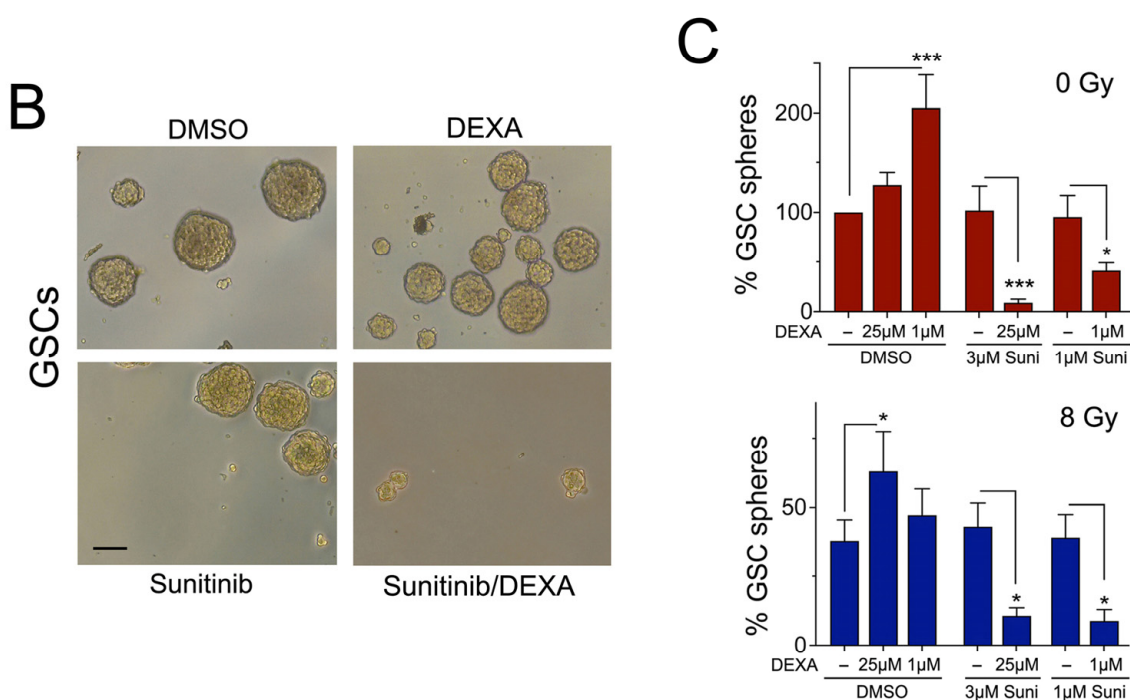 B
DMSO
DEXA
GSCs
Sunitinib
Sunitinib/DEXA
C
0 Gy
***
% GSC spheres
200
100
0
***
*
DEXA – 25µM 1µM – 25µM – 1µM
DMSO 3µM Suni 1µM Suni
8 Gy
*
% GSC spheres
50
0
*
*
DEXA – 25µM 1µM – 25µM – 1µM
DMSO 3µM Suni 1µM Suni